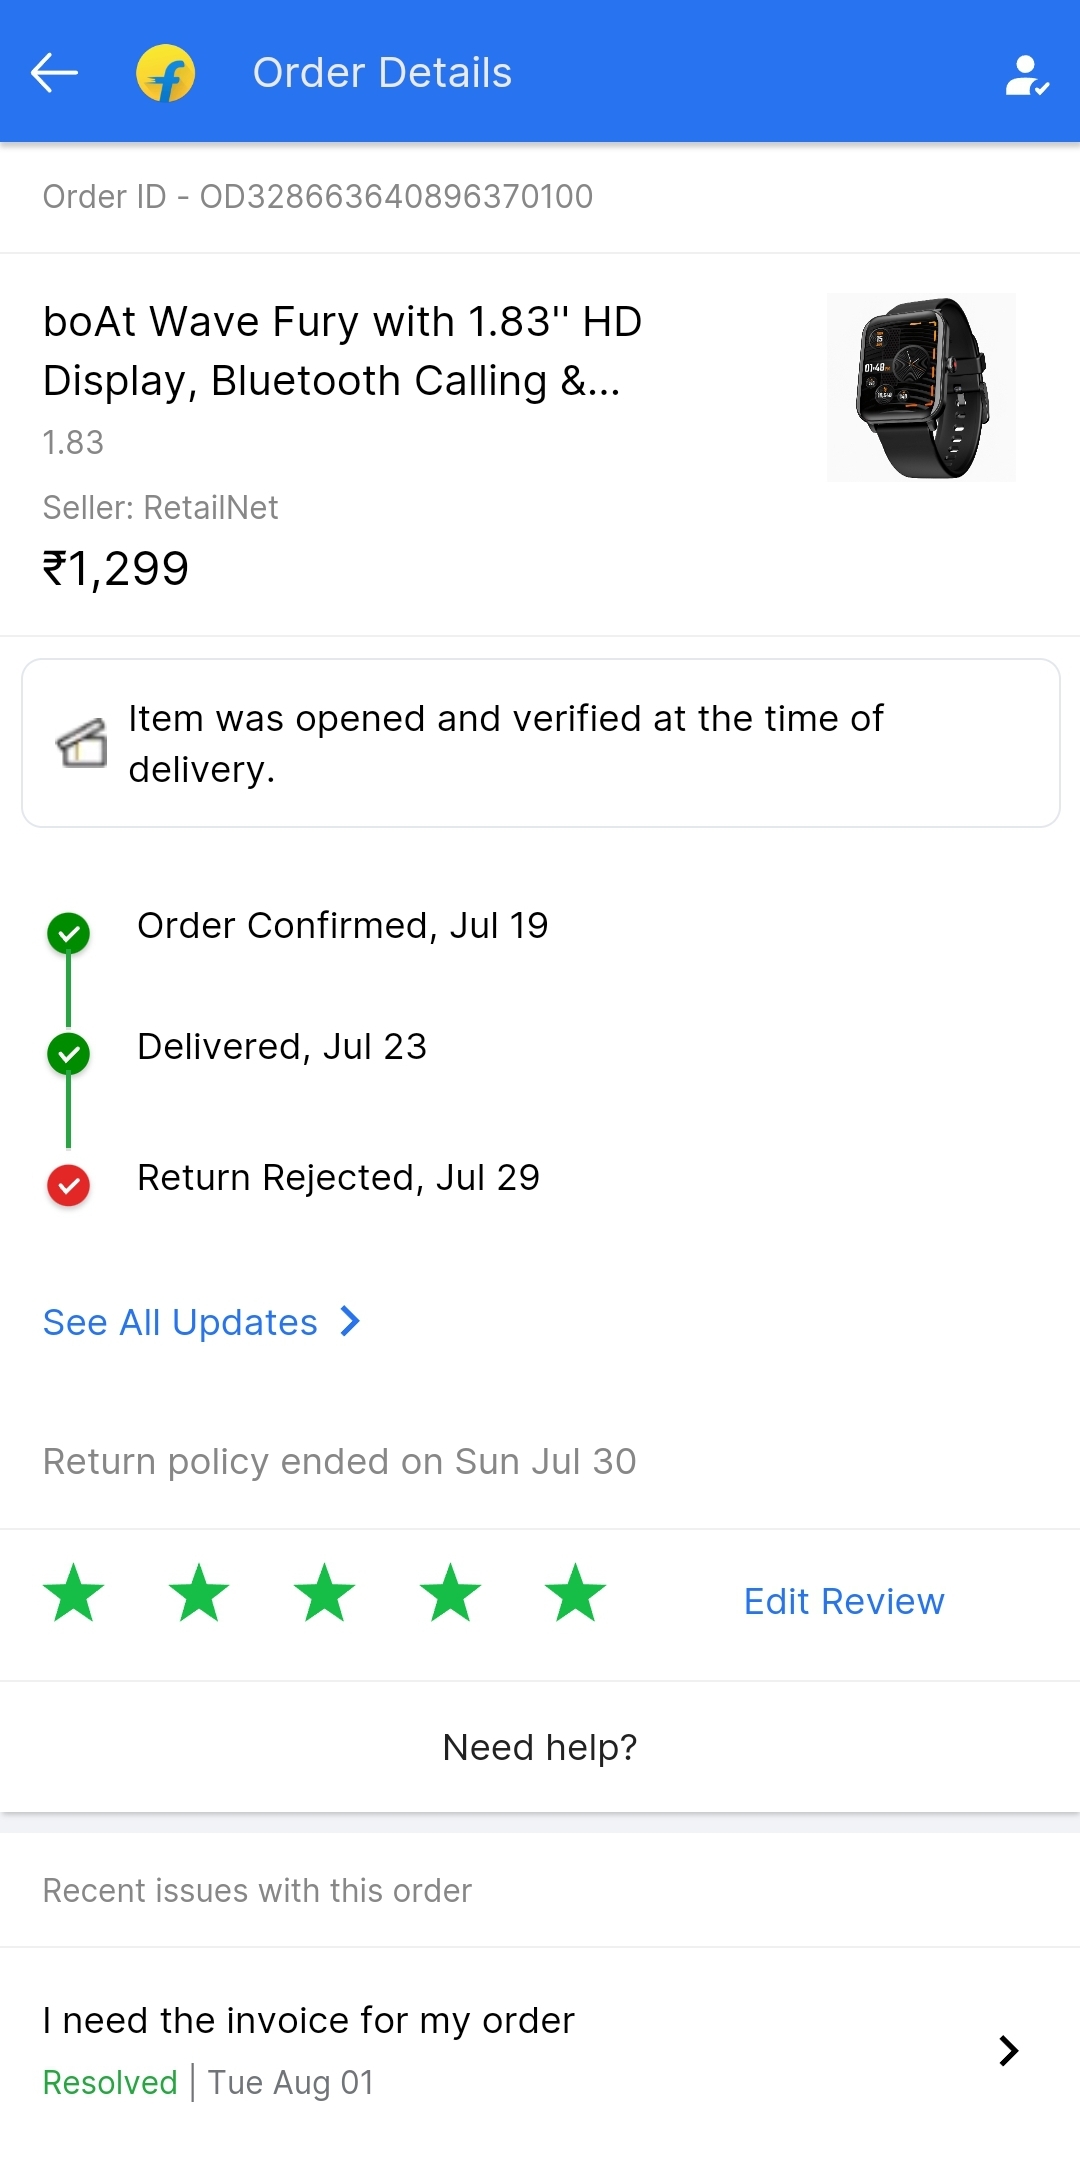 Order Details
Order ID - OD328663640896370100
boAt Wave Fury with 1.83" HD
Display, Bluetooth Calling &...
1.83
Seller: RetailNet
₹1,299
Item was opened and verified at the time of
delivery.
Order Confirmed, Jul 19
Delivered, Jul 23
Return Rejected, Jul 29
See All Updates
Return policy ended on Sun Jul 30
Edit Review
Need help?
Recent issues with this order
I need the invoice for my order
Resolved | Tue Aug 01